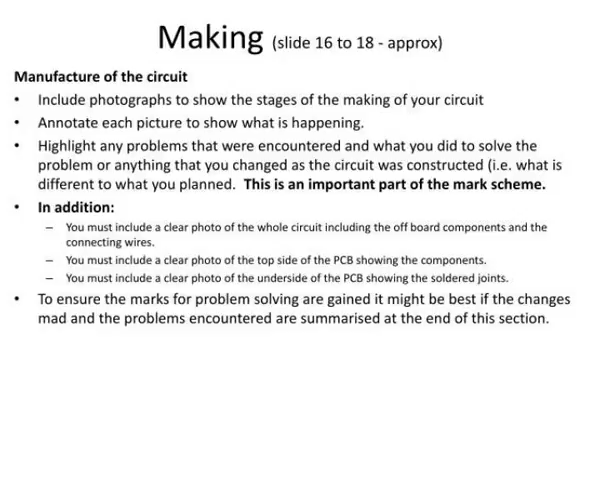 Making (slide 16 to 18 - approx)
Manufacture of the circuit
• Include photographs to show the stages of the making of your circuit
• Annotate each picture to show what is happening.
• Highlight any problems that were encountered and what you did to solve the
problem or anything that you changed as the circuit was constructed (i.e. what is
different to what you planned. This is an important part of the mark scheme.
• In addition:
– You must include a clear photo of the whole circuit including the off board components and the
connecting wires.
– You must include a clear photo of the top side of the PCB showing the components.
– You must include a clear photo of the underside of the PCB showing the soldered joints.
• To ensure the marks for problem solving are gained it might be best if the changes
mad and the problems encountered are summarised at the end of this section.